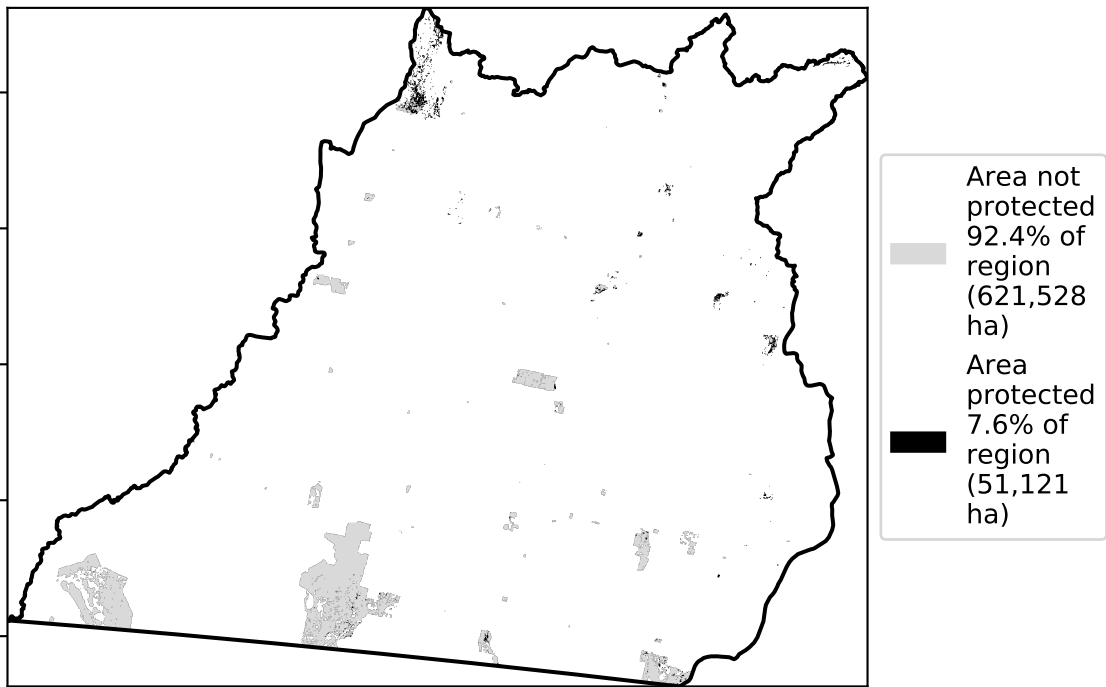 Area not
protected
92.4% of
region
(621,528
ha)
Area
protected
7.6% of
region
(51,121
ha)